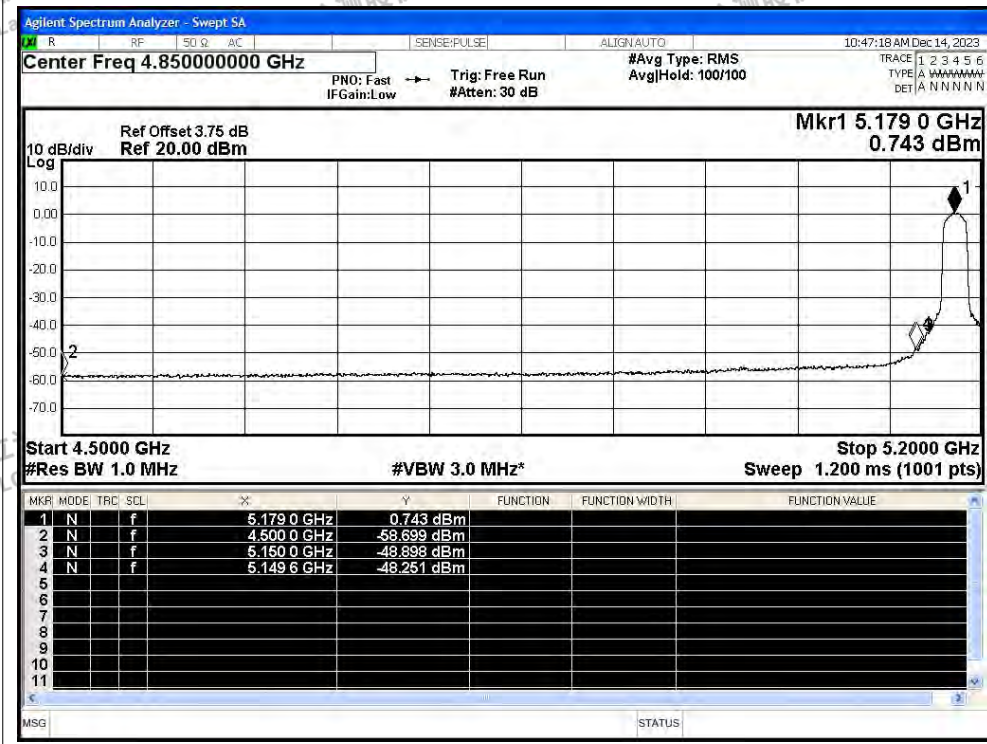 Agilent Spectrum Analyzer - Swept SA
R RF 50 Ω AC SENSE:PULSE ALIGN AUTO 10:47:18 AM Dec 14, 2023
Center Freq 4.850000000 GHz #Avg Type: RMS TRACE 1 2 3 4 5 6
PNO: Fast Trig: Free Run Avg|Hold: 100/100 TYPE A WWWWW
IFGain:Low #Atten: 30 dB DET A N N N N N
Mkr1 5.179 0 GHz
Ref Offset 3.75 dB
10 dB/div Ref 20.00 dBm 0.743 dBm
Log
10.0
0.00
-10.0
-20.0
-30.0
-40.0
-50.0
-60.0
-70.0
1
2
Start 4.5000 GHz Stop 5.2000 GHz
#Res BW 1.0 MHz #VBW 3.0 MHz* Sweep 1.200 ms (1001 pts)
MKR MODE TRC SCL X Y FUNCTION FUNCTION WIDTH FUNCTION VALUE
1 N f 5.179 0 GHz 0.743 dBm
2 N f 4.500 0 GHz -58.699 dBm
3 N f 5.150 0 GHz -48.898 dBm
4 N f 5.149 6 GHz -48.251 dBm
5
6
7
8
9
10
11
MSG STATUS